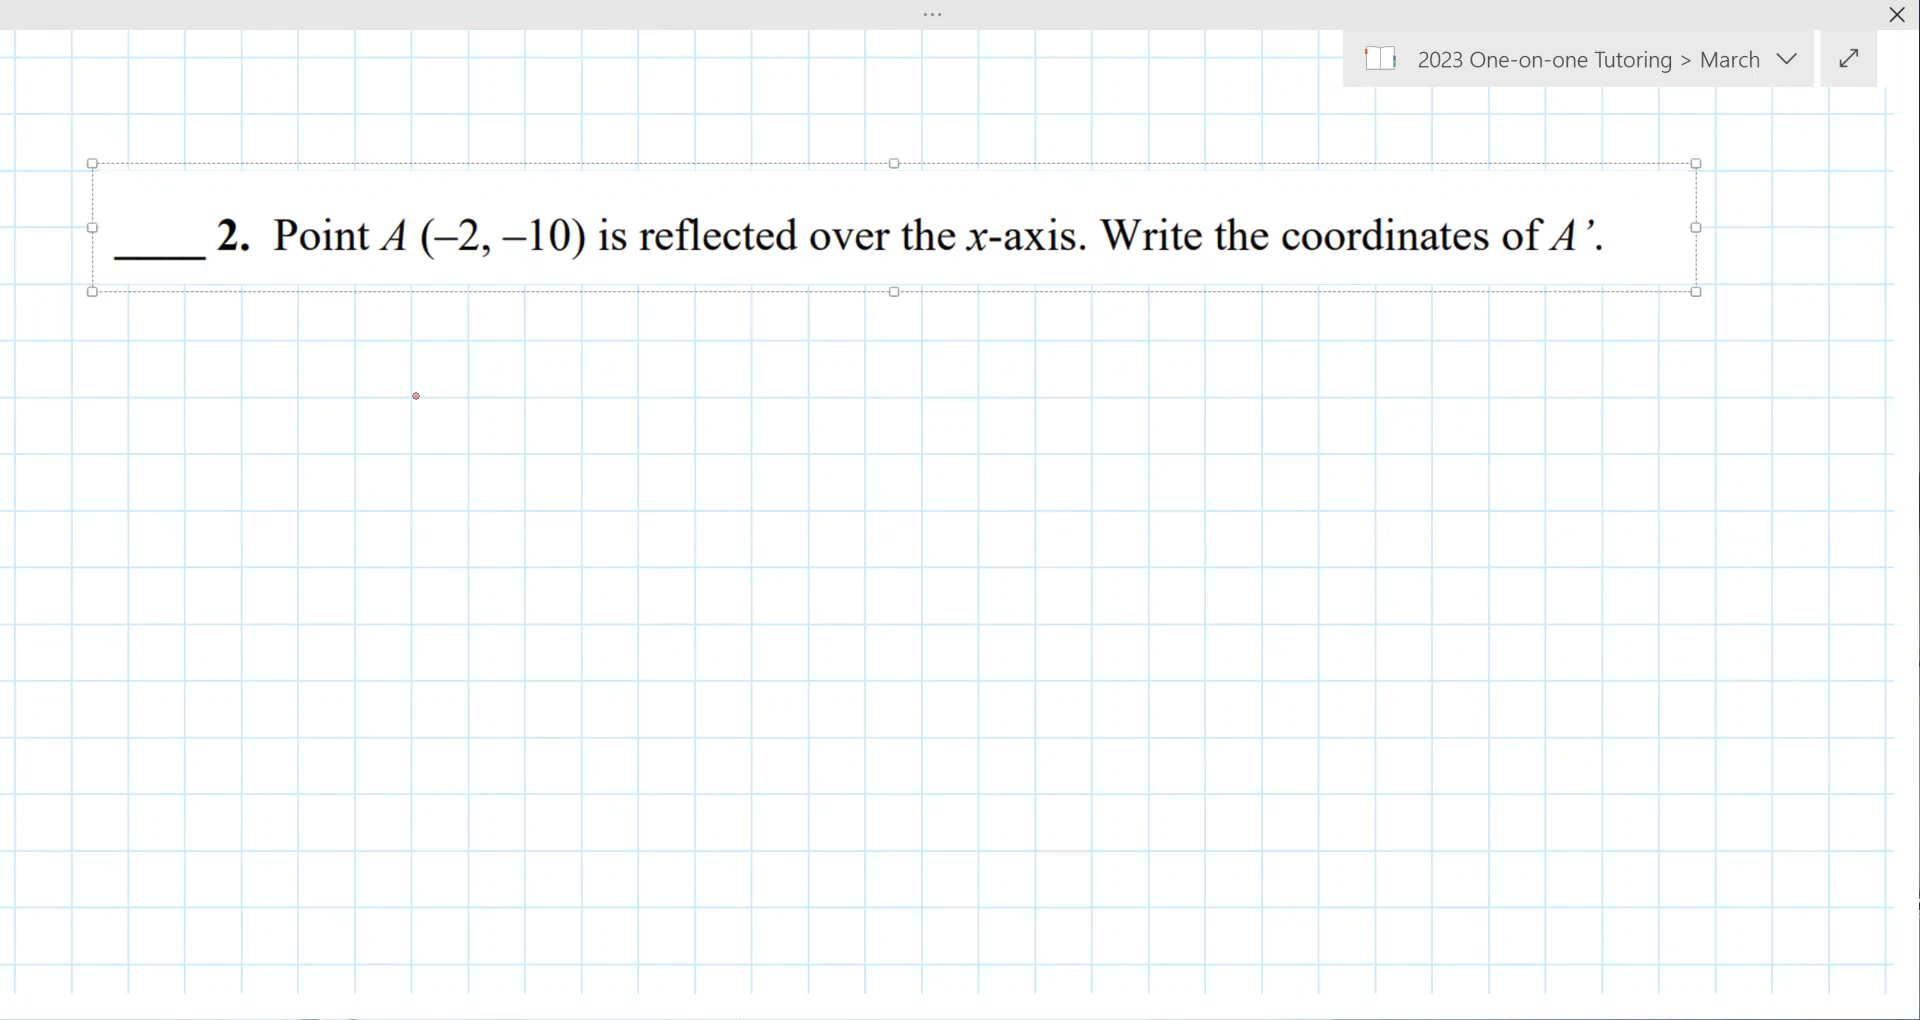 2023 One-on-one Tutoring > March
____ 2. Point A (–2, –10) is reflected over the x-axis. Write the coordinates of A’.